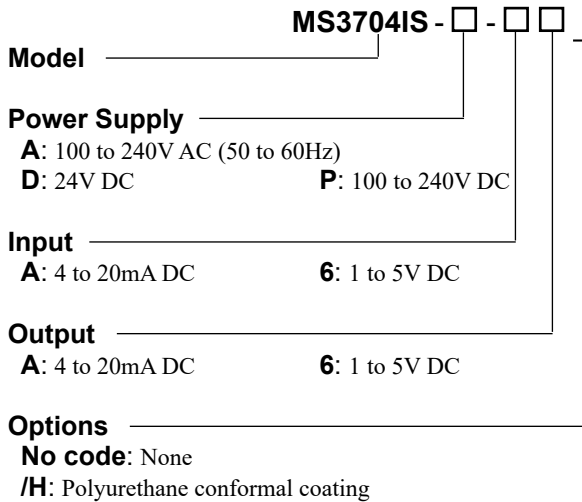 MS3704IS - □ - □ □
Model
Power Supply
A: 100 to 240V AC (50 to 60Hz)
D: 24V DC P: 100 to 240V DC
Input
A: 4 to 20mA DC 6: 1 to 5V DC
Output
A: 4 to 20mA DC 6: 1 to 5V DC
Options
No code: None
/H: Polyurethane conformal coating